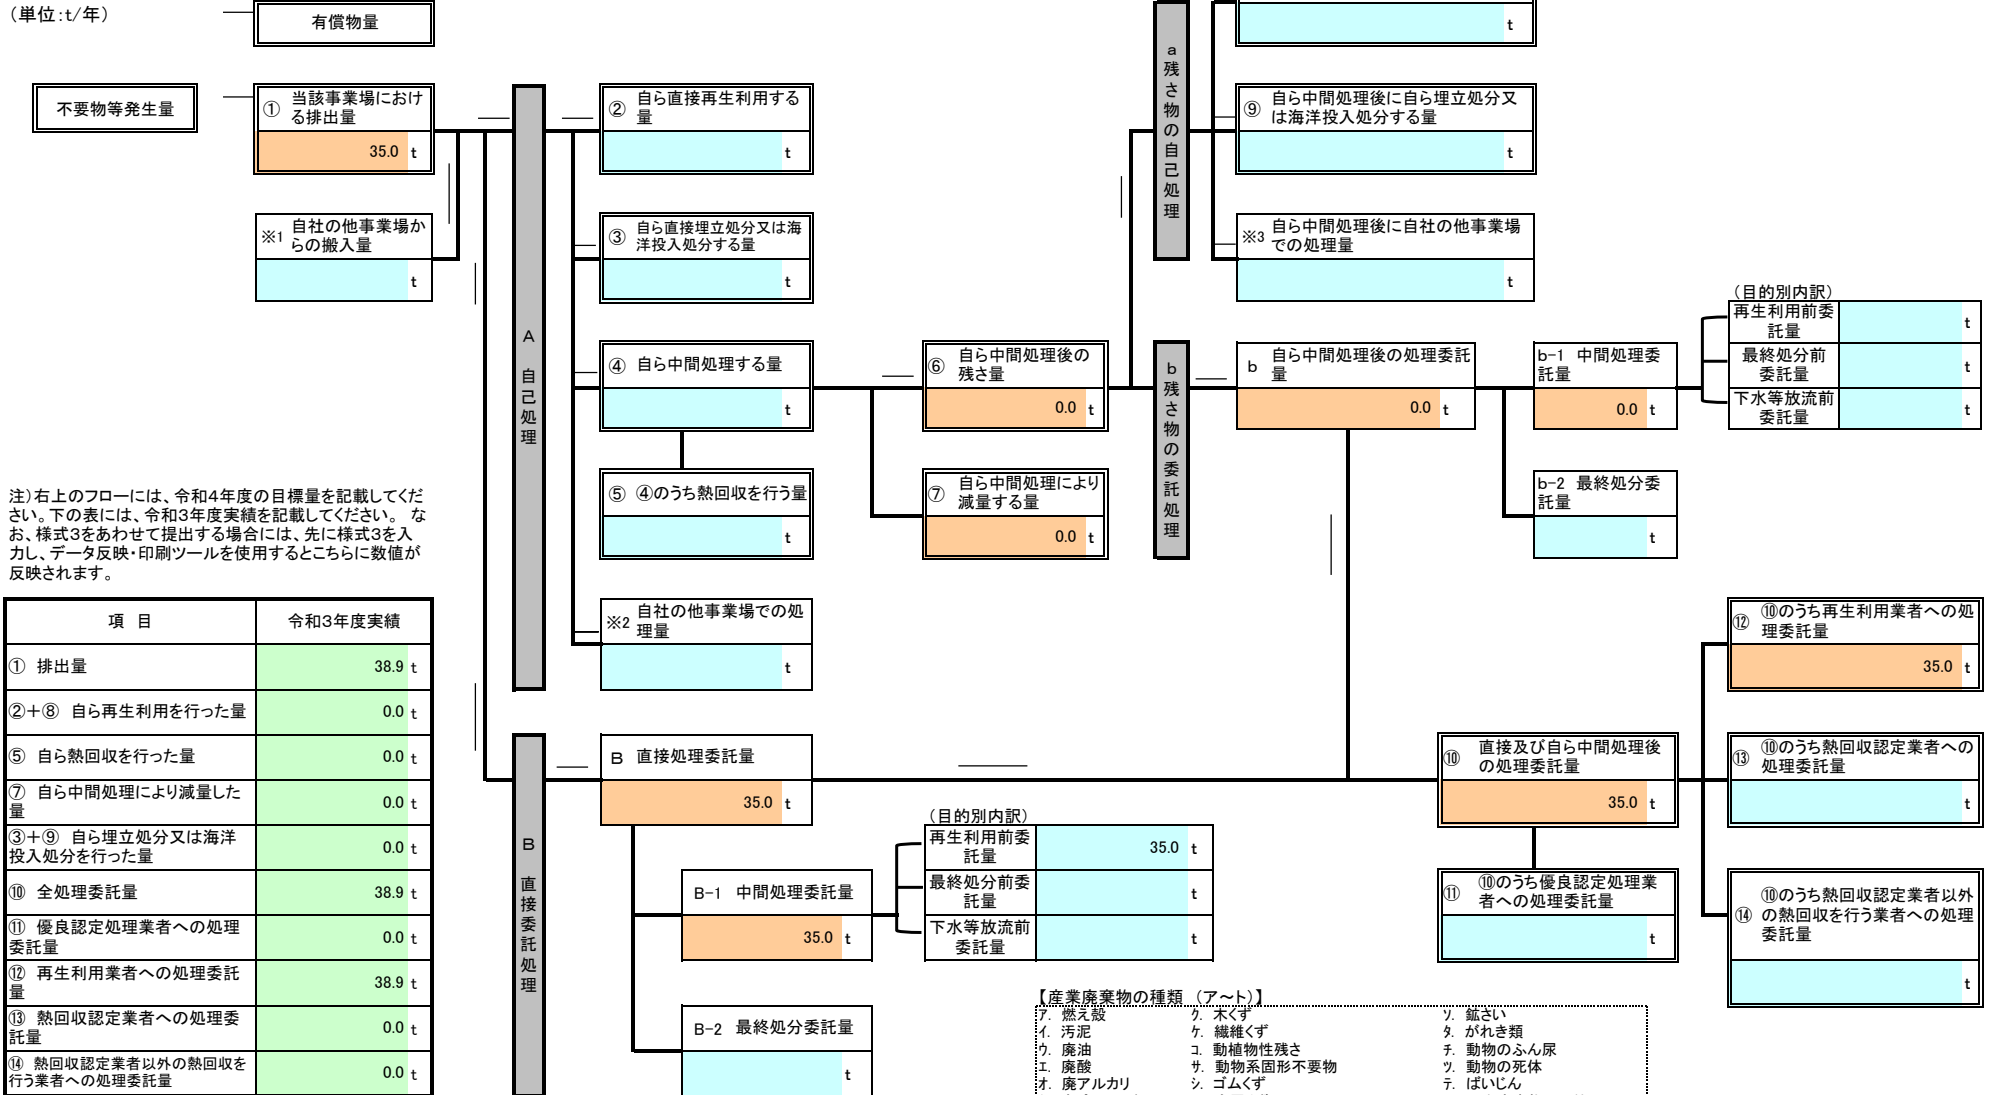 （単位:t/年）
有償物量
t
不要物等発生量
① 当該事業場におけ
る排出量
35.0 t
※1 自社の他事業場か
らの搬入量
t
A 自己処理
② 自ら直接再生利用する
量
t
③ 自ら直接埋立処分又は海
洋投入処分する量
t
④ 自ら中間処理する量
t
⑤ ④のうち熱回収を行う量
t
※2 自社の他事業場での処
理量
t
⑥ 自ら中間処理後の
残さ量
0.0 t
⑦ 自ら中間処理により
減量する量
0.0 t
a 残さ物の自己処理
⑨ 自ら中間処理後に自ら埋立処分又
は海洋投入処分する量
t
※3 自ら中間処理後に自社の他事業場
での処理量
t
b 残さ物の委託処理
b 自ら中間処理後の処理委託
量
0.0 t
b-1 中間処理委
託量
0.0 t
（目的別内訳）
再生利用前委
託量
t
最終処分前
委託量
t
下水等放流前
委託量
t
b-2 最終処分委
託量
t
注）右上のフローには、令和4年度の目標量を記載してくだ
さい。下の表には、令和3年度実績を記載してください。 な
お、様式3をあわせて提出する場合には、先に様式3を入
力し、データ反映・印刷ツールを使用するとこちらに数値が
反映されます。
項 目 令和3年度実績
① 排出量 38.9 t
②＋⑧ 自ら再生利用を行った量 0.0 t
⑤ 自ら熱回収を行った量 0.0 t
⑦ 自ら中間処理により減量した
量 0.0 t
③＋⑨ 自ら埋立処分又は海洋
投入処分を行った量 0.0 t
⑩ 全処理委託量 38.9 t
⑪ 優良認定処理業者への処理
委託量 0.0 t
⑫ 再生利用業者への処理委託
量 38.9 t
⑬ 熱回収認定業者への処理委
託量 0.0 t
⑭ 熱回収認定業者以外の熱回収を
行う業者への処理委託量 0.0 t
B 直接委託処理
B 直接処理委託量
35.0 t
B-1 中間処理委託量
35.0 t
（目的別内訳）
再生利用前委
託量
35.0 t
最終処分前委
託量
t
下水等放流前
委託量
t
B-2 最終処分委託量
t
⑩ 直接及び自ら中間処理後
の処理委託量
35.0 t
⑪ ⑩のうち優良認定処理業
者への処理委託量
t
⑫ ⑩のうち再生利用業者への処
理委託量
35.0 t
⑬ ⑩のうち熱回収認定業者への
処理委託量
t
⑭ ⑩のうち熱回収認定業者以外
の熱回収を行う業者への処理
委託量
t
【産業廃棄物の種類 （ア～ト）】
ア. 燃え殻 ク. 木くず ソ. 鉱さい
イ. 汚泥 ケ. 繊維くず タ. がれき類
ウ. 廃油 コ. 動植物性残さ チ. 動物のふん尿
エ. 廃酸 サ. 動物系固形不要物 ツ. 動物の死体
オ. 廃アルカリ シ. ゴムくず テ. ばいじん